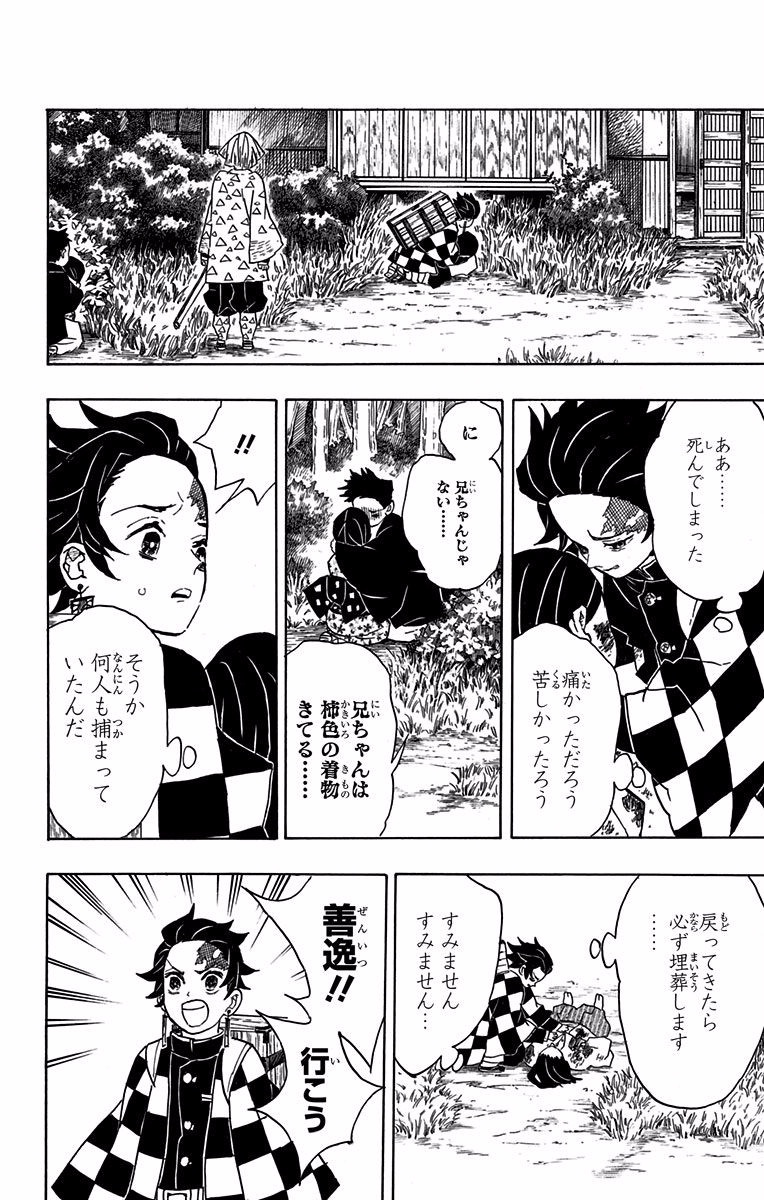 ああ……
死んでしまった
痛かっただろう
苦しかったろう
に
兄ちゃんじゃ
ない……
兄ちゃんは
柿色の着物
きてる……
!!
そうか
何人も捕まって
いたんだ
戻ってきたら
必ず埋葬します
……
すみません
すみません…
善逸!!
行こう